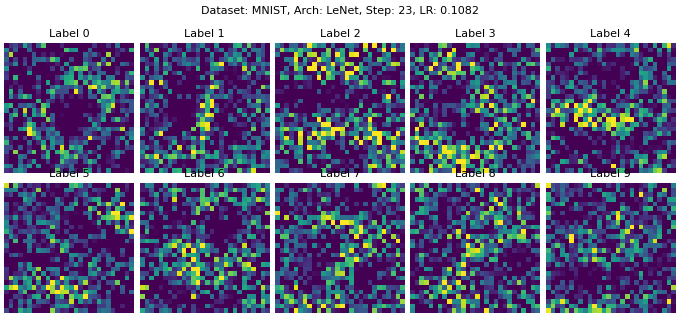 Dataset: MNIST, Arch: LeNet, Step: 23, LR: 0.1082
Label 0 Label 1 Label 2 Label 3 Label 4
Label 5 Label 6 Label 7 Label 8 Label 9